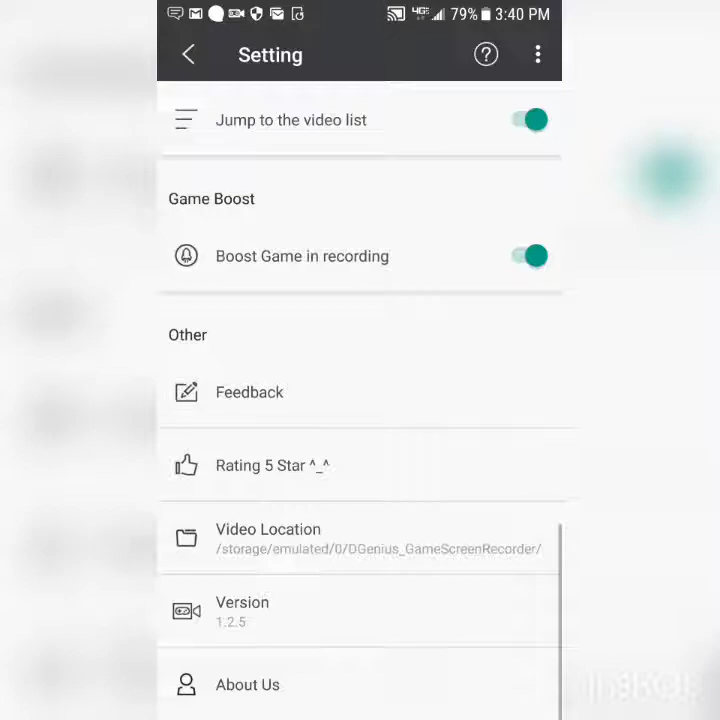 4G 79% 3:40 PM
Setting
Jump to the video list
Game Boost
Boost Game in recording
Other
Feedback
Rating 5 Star ^_^
Video Location
/storage/emulated/0/DGenius_GameScreenRecorder/
Version
1.2.5
About Us